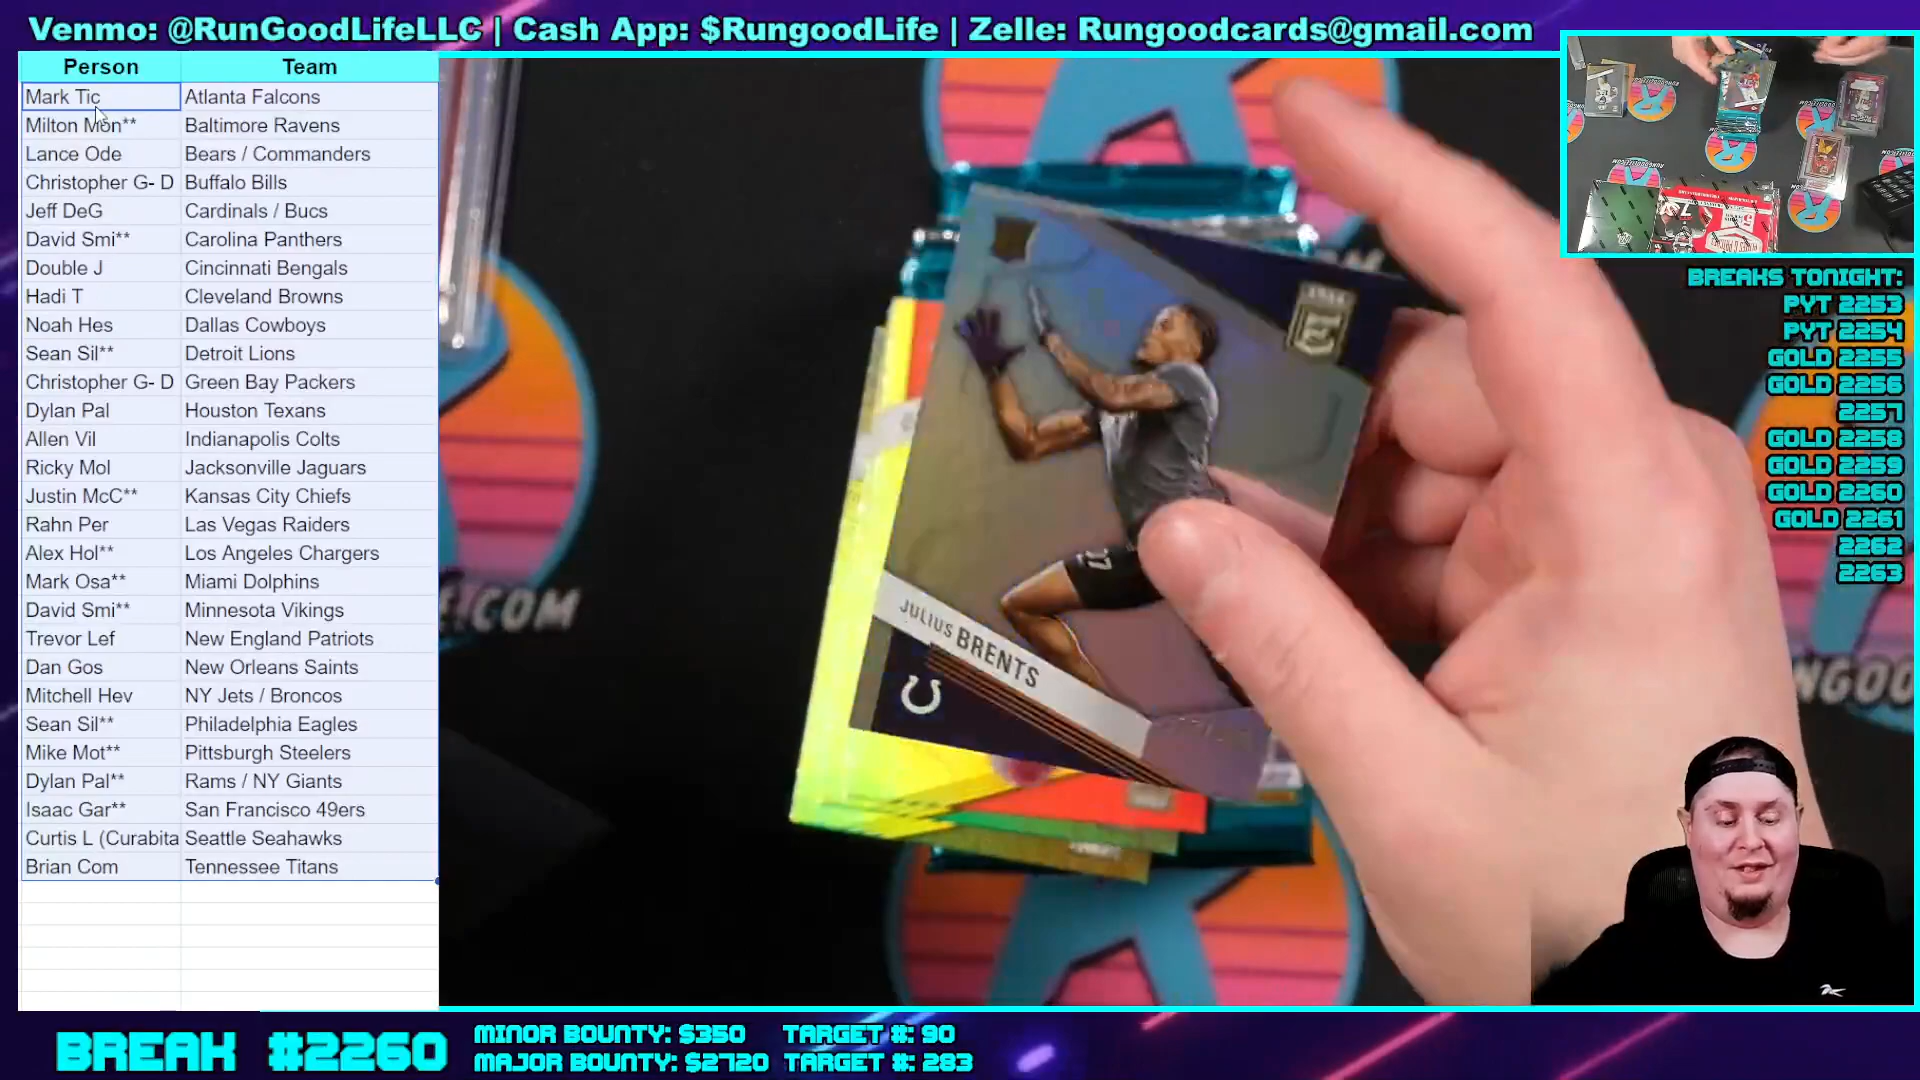 Venmo: @RunGoodLifeLLC | Cash App: $RungoodLife | Zelle: Rungoodcards@gmail.com
Person Team
Mark Tic Atlanta Falcons
Milton Mon** Baltimore Ravens
Lance Ode Bears / Commanders
Christopher G- D Buffalo Bills
Jeff DeG Cardinals / Bucs
David Smi** Carolina Panthers
Double J Cincinnati Bengals
Hadi T Cleveland Browns
Noah Hes Dallas Cowboys
Sean Sil** Detroit Lions
Christopher G- D Green Bay Packers
Dylan Pal Houston Texans
Allen Vil Indianapolis Colts
Ricky Mol Jacksonville Jaguars
Justin McC** Kansas City Chiefs
Rahn Per Las Vegas Raiders
Alex Hol** Los Angeles Chargers
Mark Osa** Miami Dolphins
David Smi** Minnesota Vikings
Trevor Lef New England Patriots
Dan Gos New Orleans Saints
Mitchell Hev NY Jets / Broncos
Sean Sil** Philadelphia Eagles
Mike Mot** Pittsburgh Steelers
Dylan Pal** Rams / NY Giants
Isaac Gar** San Francisco 49ers
Curtis L (Curabita Seattle Seahawks
Brian Com Tennessee Titans
JULIUS BRENTS
17
E!COM
NGOO
BREAKS TONIGHT:
PYT 2253
PYT 2254
GOLD 2255
GOLD 2256
2257
GOLD 2258
GOLD 2259
GOLD 2260
GOLD 2261
2262
2263
BREAK #2260
MINOR BOUNTY: $350 TARGET #: 90
MAJOR BOUNTY: $2720 TARGET #: 283